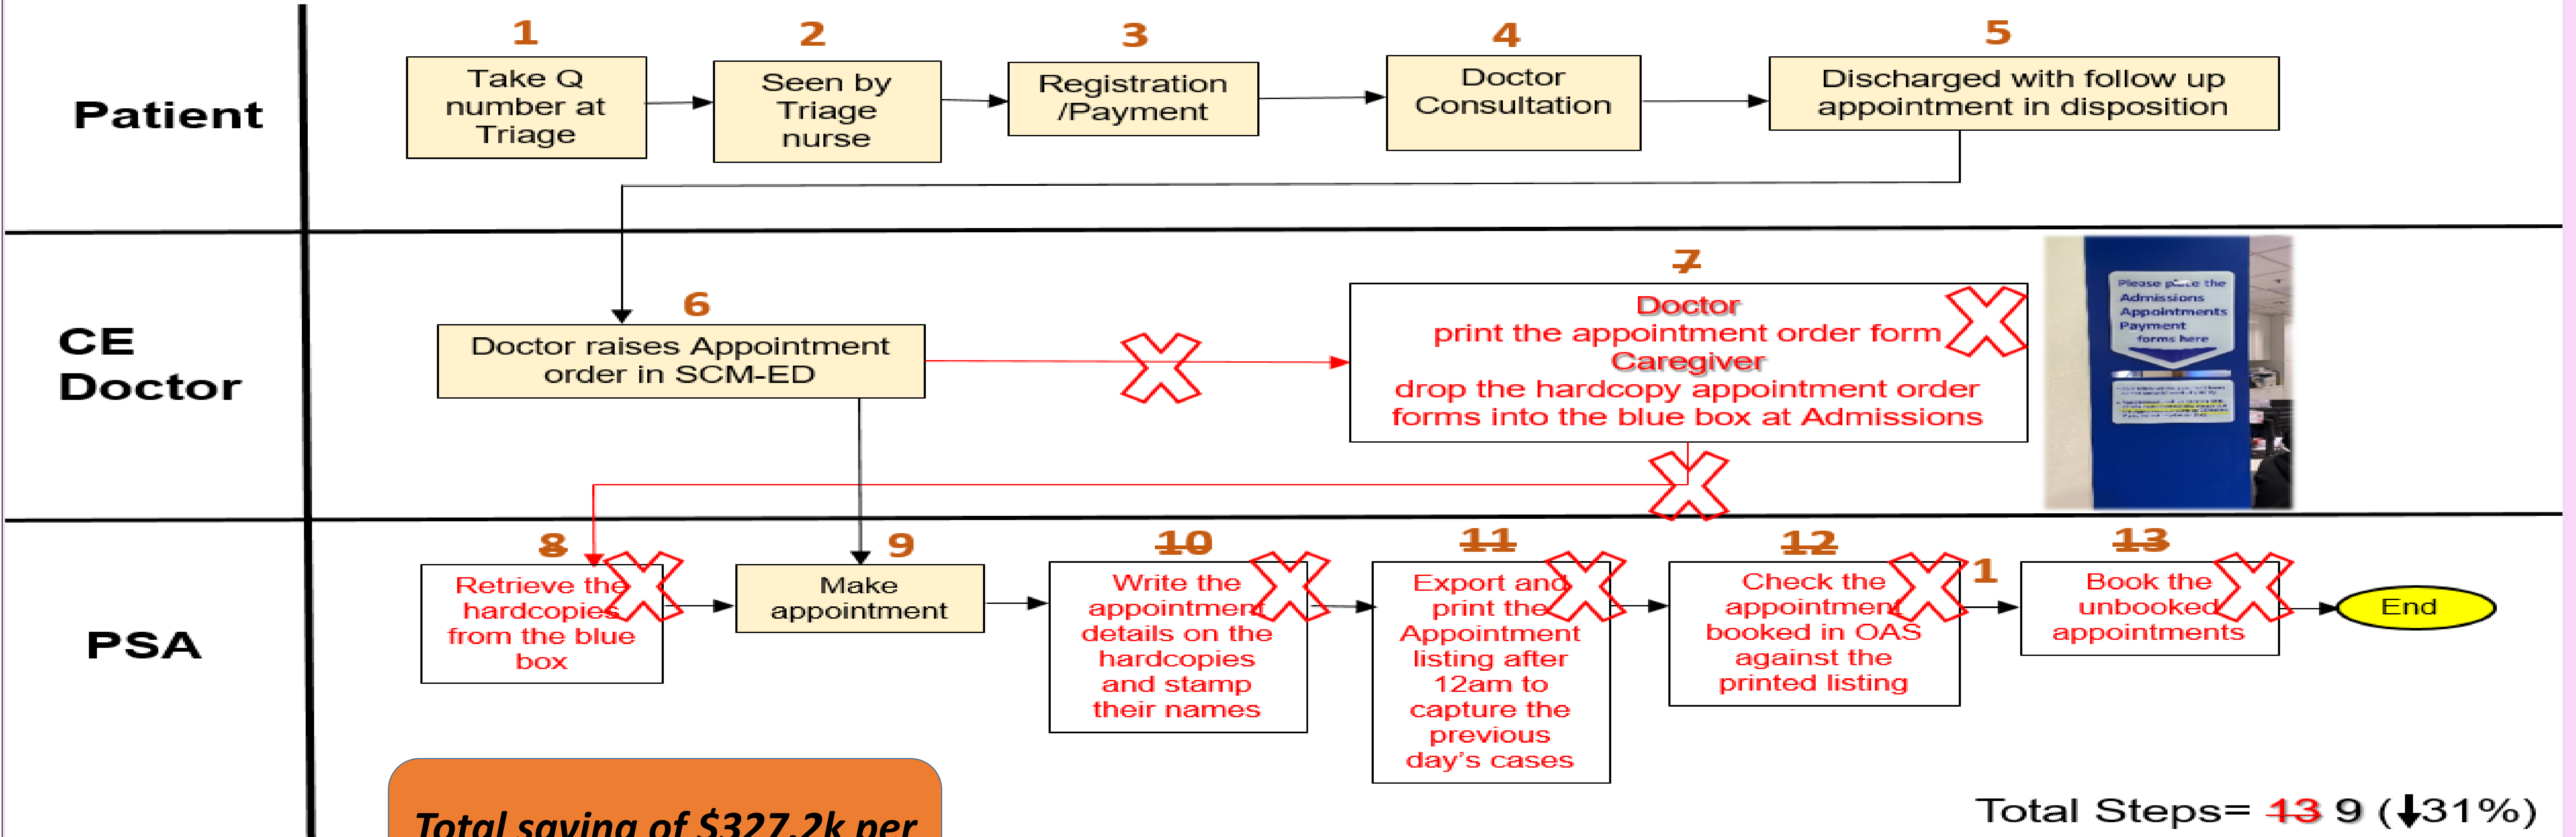 1
2
3
4
5
Patient
Take Q
number at
Triage
Seen by
Triage
nurse
Registration
/Payment
Doctor
Consultation
Discharged with follow up
appointment in disposition
CE
Doctor
6
Doctor raises Appointment
order in SCM-ED
7
Doctor
print the appointment order form
Caregiver
drop the hardcopy appointment order
forms into the blue box at Admissions
Please place the
Admissions
Appointments
Payment
forms here
PSA
8
Retrieve the
hardcopies
from the blue
box
9
Make
appointment
10
Write the
appointment
details on the
hardcopies
and stamp
their names
11
Export and
print the
Appointment
listing after
12am to
capture the
previous
day's cases
12
Check the
appointment
booked in OAS
against the
printed listing
1
13
Book the
unbooked
appointments
End
Total saving of $327.2k per
Total Steps= 13 9 (⬇31%)